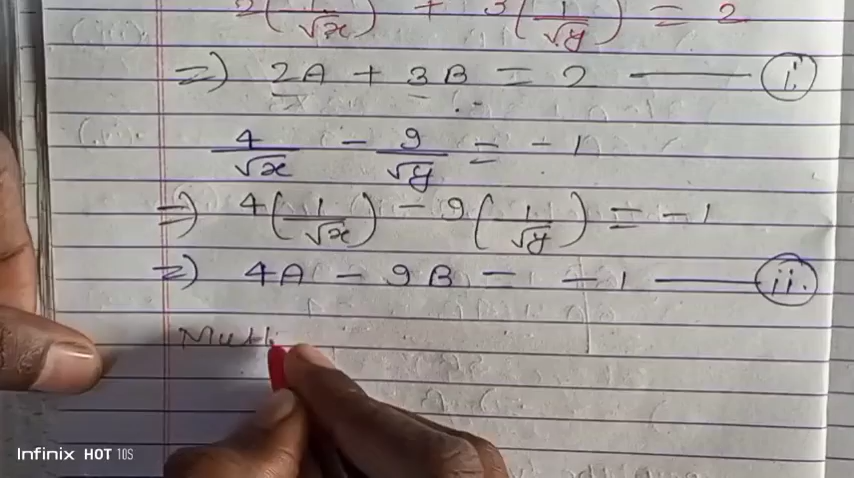 2(1/√x) + 3(1/√y) = 2
=) 2A + 3B = 2 ——— (i)
4/√x - 9/√y = -1
=) 4(1/√x) - 9(1/√y) = -1
=) 4A - 9B = -1 ——— (ii.)
Multi
Infinix HOT 10S